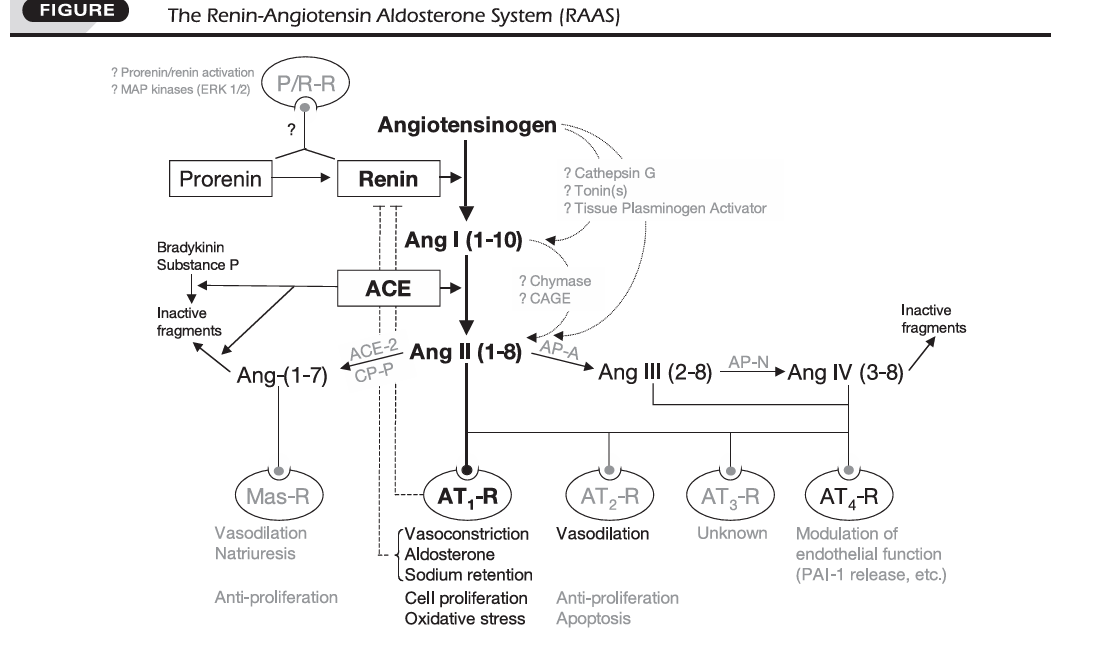 FIGURE
The Renin-Angiotensin Aldosterone System (RAAS)
? Prorenin/renin activation
? MAP kinases (ERK 1/2)
P/R-R
?
Angiotensinogen
Prorenin
Renin
? Cathepsin G
? Tonin(s)
? Tissue Plasminogen Activator
Ang I (1-10)
Bradykinin
Substance P
ACE
? Chymase
? CAGE
Inactive
fragments
Inactive
fragments
ACE-2
CP-P
Ang II (1-8)
AP-A
Ang-(1-7)
Ang III (2-8)
AP-N
Ang IV (3-8)
Mas-R
AT1-R
AT2-R
AT3-R
AT4-R
Vasodilation
Natriuresis
Anti-proliferation
Vasoconstriction
Aldosterone
Sodium retention
Cell proliferation
Oxidative stress
Vasodilation
Anti-proliferation
Apoptosis
Unknown
Modulation of
endothelial function
(PAI-1 release, etc.)